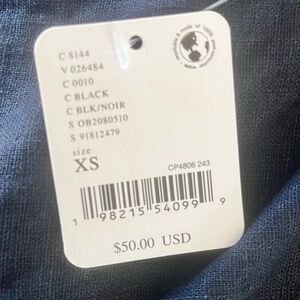 C 8144
V 026484
C 0010
C BLACK
C BLK/NOIR
S OB2080510
S 91812479
size
XS
CP4806 243
1 98215 54099 9
$50.00 USD